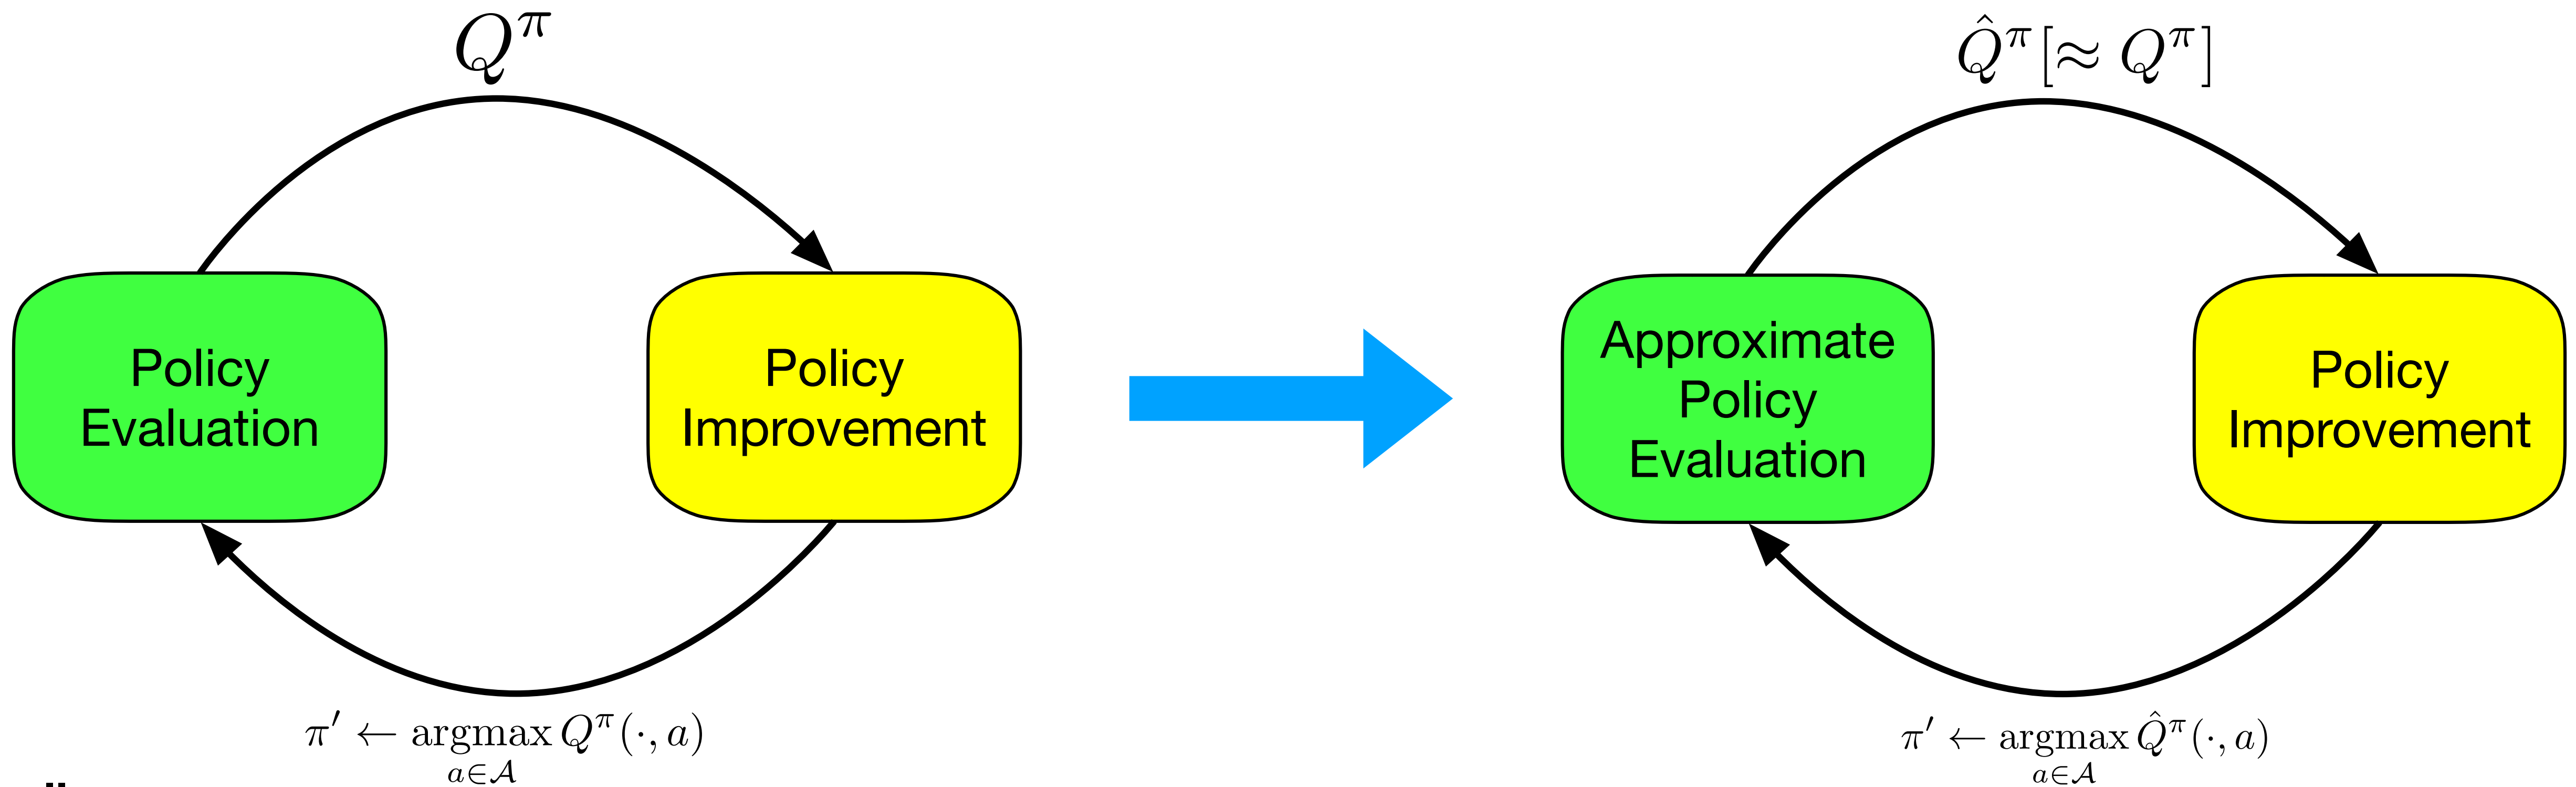 Q^π
Policy
Evaluation
Policy
Improvement
π′ ← argmax Q^π(·, a)
a∈𝒜
Q̂^π[≈ Q^π]
Approximate
Policy
Evaluation
Policy
Improvement
π′ ← argmax Q̂^π(·, a)
a∈𝒜